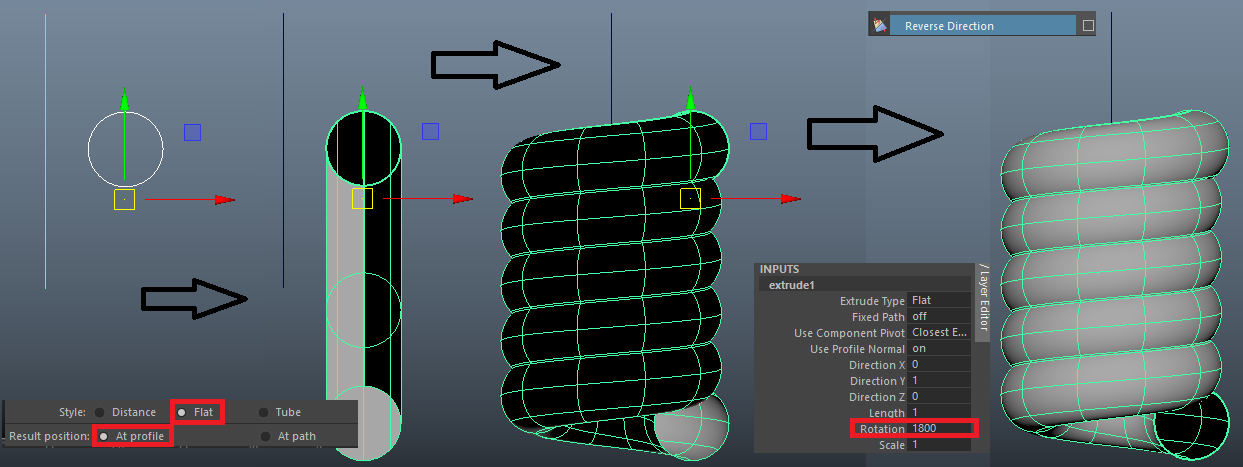 Reverse Direction
INPUTS
extrude1
Extrude Type Flat
Fixed Path off
Use Component Pivot Closest E...
Use Profile Normal on
Direction X 0
Direction Y 1
Direction Z 0
Length 1
Rotation 1800
Scale 1
/ Layer Editor
Style: Distance Flat Tube
Result position: At profile At path